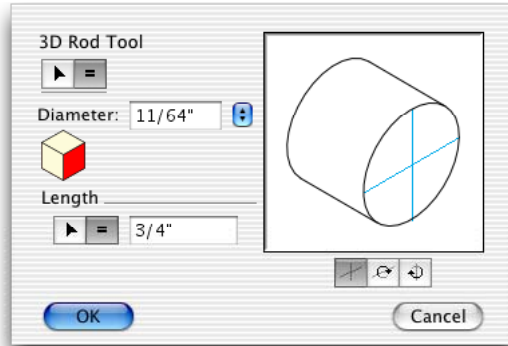 3D Rod Tool
=
Diameter: 11/64"
Length
= 3/4"
OK
Cancel